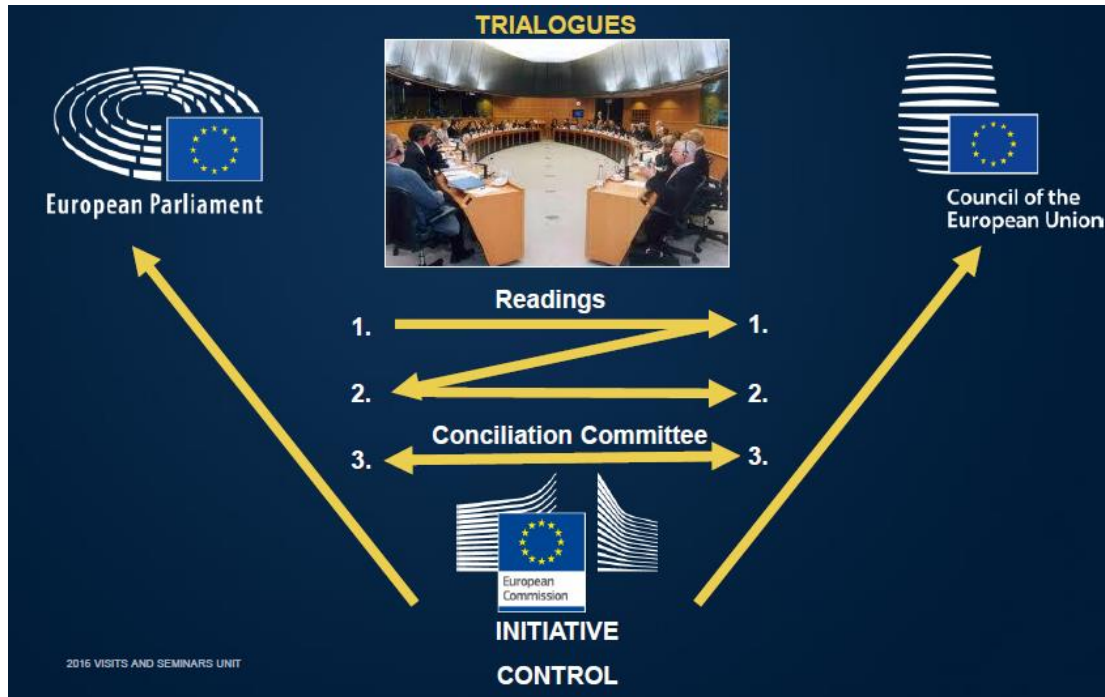 TRIALOGUES
European Parliament
Council of the
European Union
Readings
1.
1.
2.
2.
Conciliation Committee
3.
3.
European
Commission
INITIATIVE
CONTROL
2016 VISITS AND SEMINARS UNIT